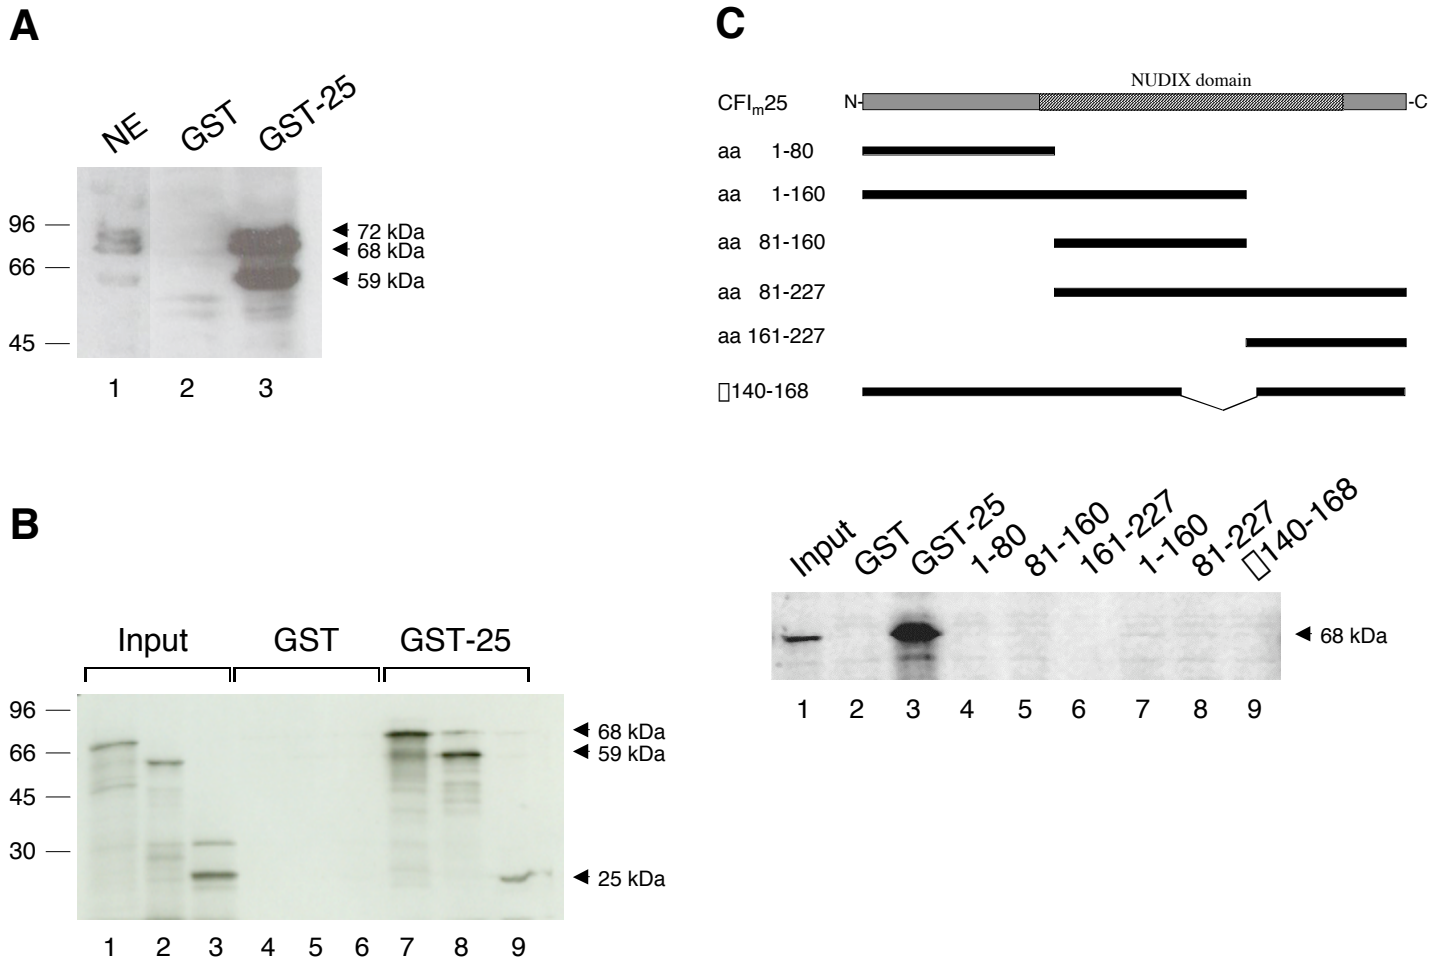 A
NE GST GST-25
96
66
45
72 kDa
68 kDa
59 kDa
1 2 3
B
Input GST GST-25
96
66
45
30
68 kDa
59 kDa
25 kDa
1 2 3 4 5 6 7 8 9
C
NUDIX domain
CFIm25 N- -C
aa 1-80
aa 1-160
aa 81-160
aa 81-227
aa 161-227
▯140-168
Input GST GST-25 1-80 81-160 161-227 1-160 81-227 ▯140-168
68 kDa
1 2 3 4 5 6 7 8 9